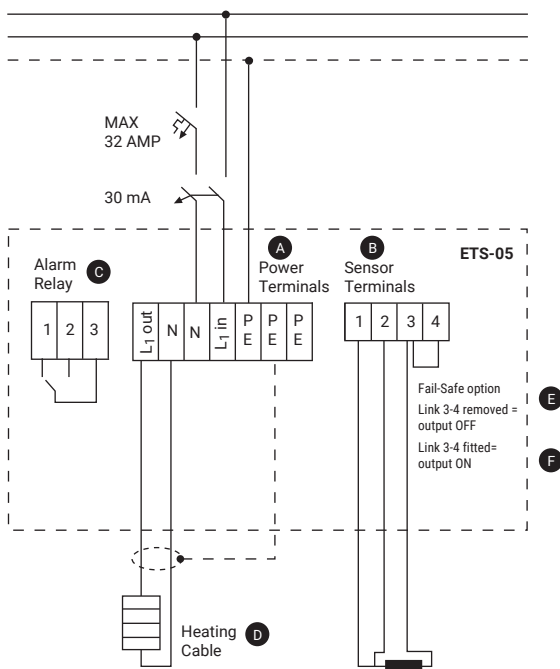 MAX
32 AMP
30 mA
ETS-05
Alarm
Relay
C
A
Power
Terminals
B
Sensor
Terminals
1 2 3
L1 out N N L1 in PE PE PE
1 2 3 4
Fail-Safe option
Link 3-4 removed =
output OFF
E
Link 3-4 fitted=
output ON
F
Heating
Cable
D